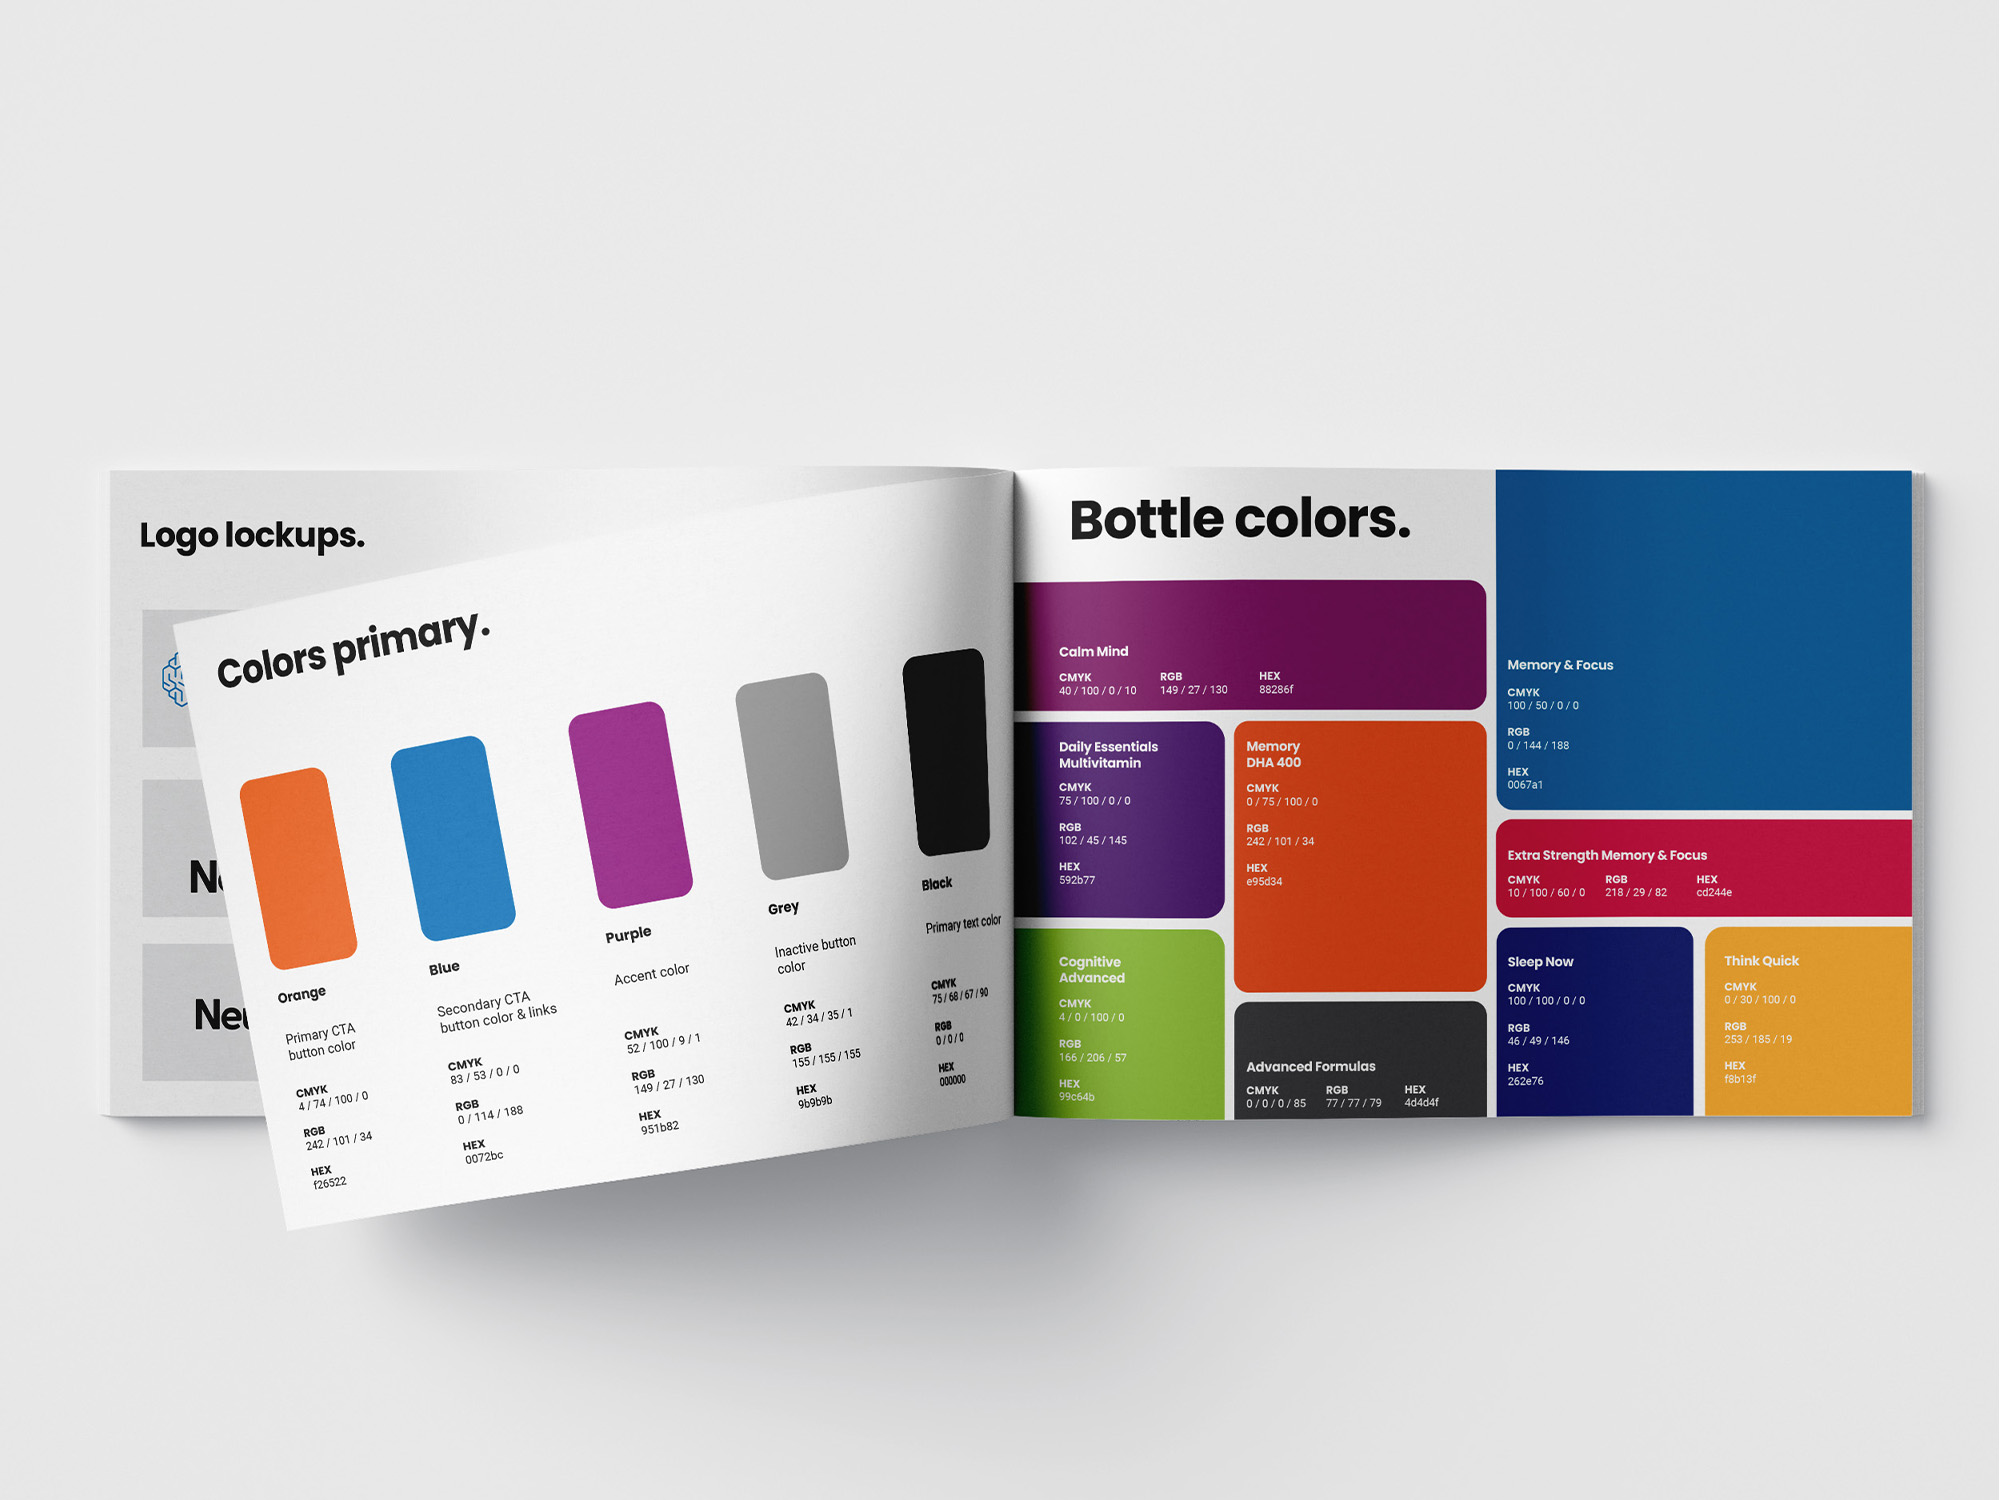 Logo lockups.
Colors primary.
Orange
Primary CTA
button color
CMYK
4 / 74 / 100 / 0
RGB
242 / 101 / 34
HEX
f26522
Blue
Secondary CTA
button color & links
CMYK
83 / 53 / 0 / 0
RGB
0 / 114 / 188
HEX
0072bc
Purple
Accent color
CMYK
52 / 100 / 9 / 1
RGB
149 / 27 / 130
HEX
951b82
Grey
Inactive button
color
CMYK
42 / 34 / 35 / 1
RGB
155 / 155 / 155
HEX
9b9b9b
Black
Primary text color
CMYK
75 / 68 / 67 / 90
RGB
0 / 0 / 0
HEX
000000
Bottle colors.
Calm Mind
CMYK RGB HEX
40 / 100 / 0 / 10 149 / 27 / 130 88286f
Daily Essentials
Multivitamin
CMYK
75 / 100 / 0 / 0
RGB
102 / 45 / 145
HEX
592b77
Memory
DHA 400
CMYK
0 / 75 / 100 / 0
RGB
242 / 101 / 34
HEX
e95d34
Cognitive
Advanced
CMYK
4 / 0 / 100 / 0
RGB
166 / 206 / 57
HEX
99c64b
Advanced Formulas
CMYK RGB HEX
0 / 0 / 0 / 85 77 / 77 / 79 4d4d4f
Memory & Focus
CMYK
100 / 50 / 0 / 0
RGB
0 / 144 / 188
HEX
0067a1
Extra Strength Memory & Focus
CMYK RGB HEX
10 / 100 / 60 / 0 218 / 29 / 82 cd244e
Sleep Now
CMYK
100 / 100 / 0 / 0
RGB
46 / 49 / 146
HEX
262e76
Think Quick
CMYK
0 / 30 / 100 / 0
RGB
253 / 185 / 19
HEX
f8b13f